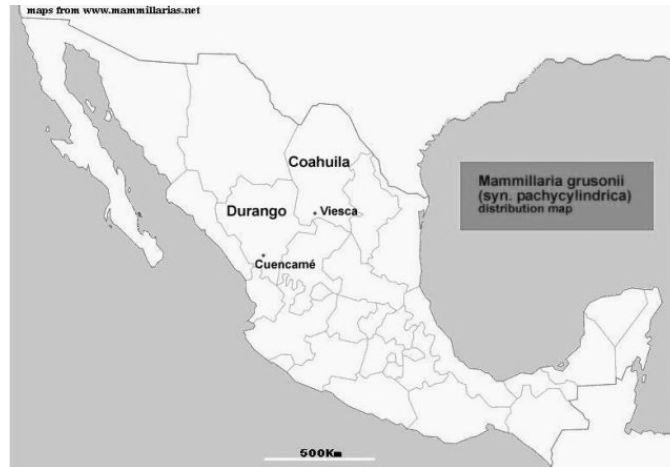 maps from www.mammillarias.net
Coahuila
Mammillaria grusonii
(syn. pachycylindrica)
distribution map
Durango
Viesca
Cuencamé
500Km